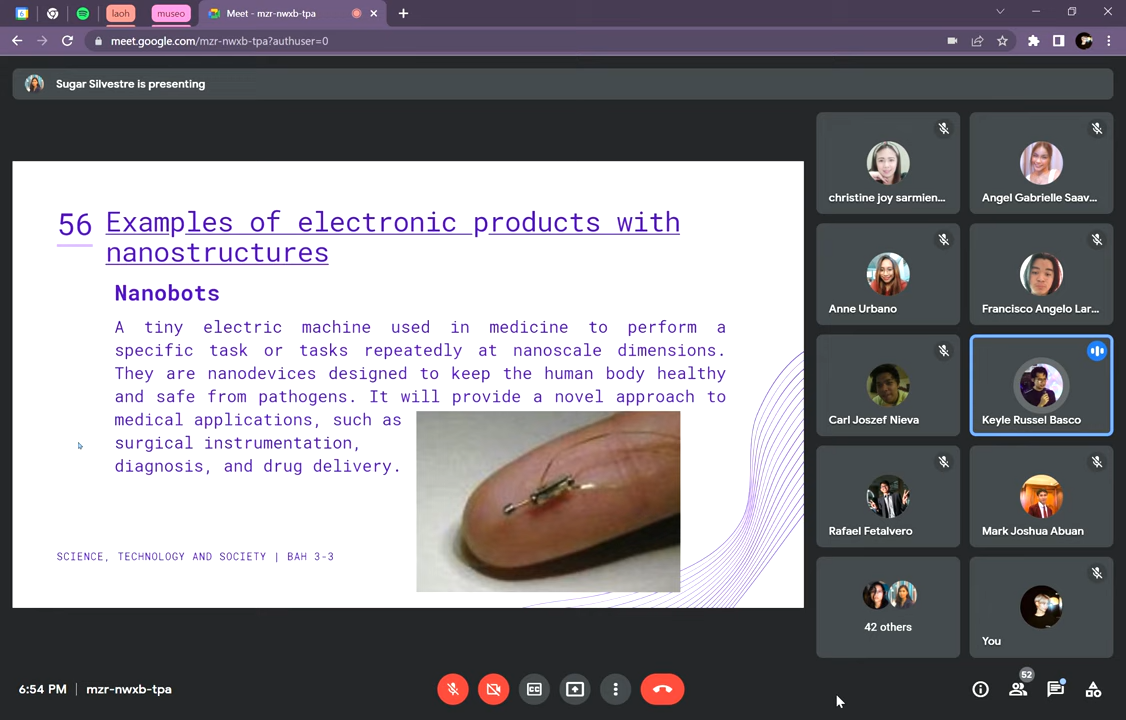 laoh
museo
Meet - mzr-nwxb-tpa
meet.google.com/mzr-nwxb-tpa?authuser=0
Sugar Silvestre is presenting
56 Examples of electronic products with
nanostructures
Nanobots
A tiny electric machine used in medicine to perform a
specific task or tasks repeatedly at nanoscale dimensions.
They are nanodevices designed to keep the human body healthy
and safe from pathogens. It will provide a novel approach to
medical applications, such as
surgical instrumentation,
diagnosis, and drug delivery.
SCIENCE, TECHNOLOGY AND SOCIETY | BAH 3-3
christine joy sarmien...
Angel Gabrielle Saav...
Anne Urbano
Francisco Angelo Lar...
Carl Joszef Nieva
Keyle Russel Basco
Rafael Fetalvero
Mark Joshua Abuan
42 others
You
6:54 PM | mzr-nwxb-tpa
CC
52